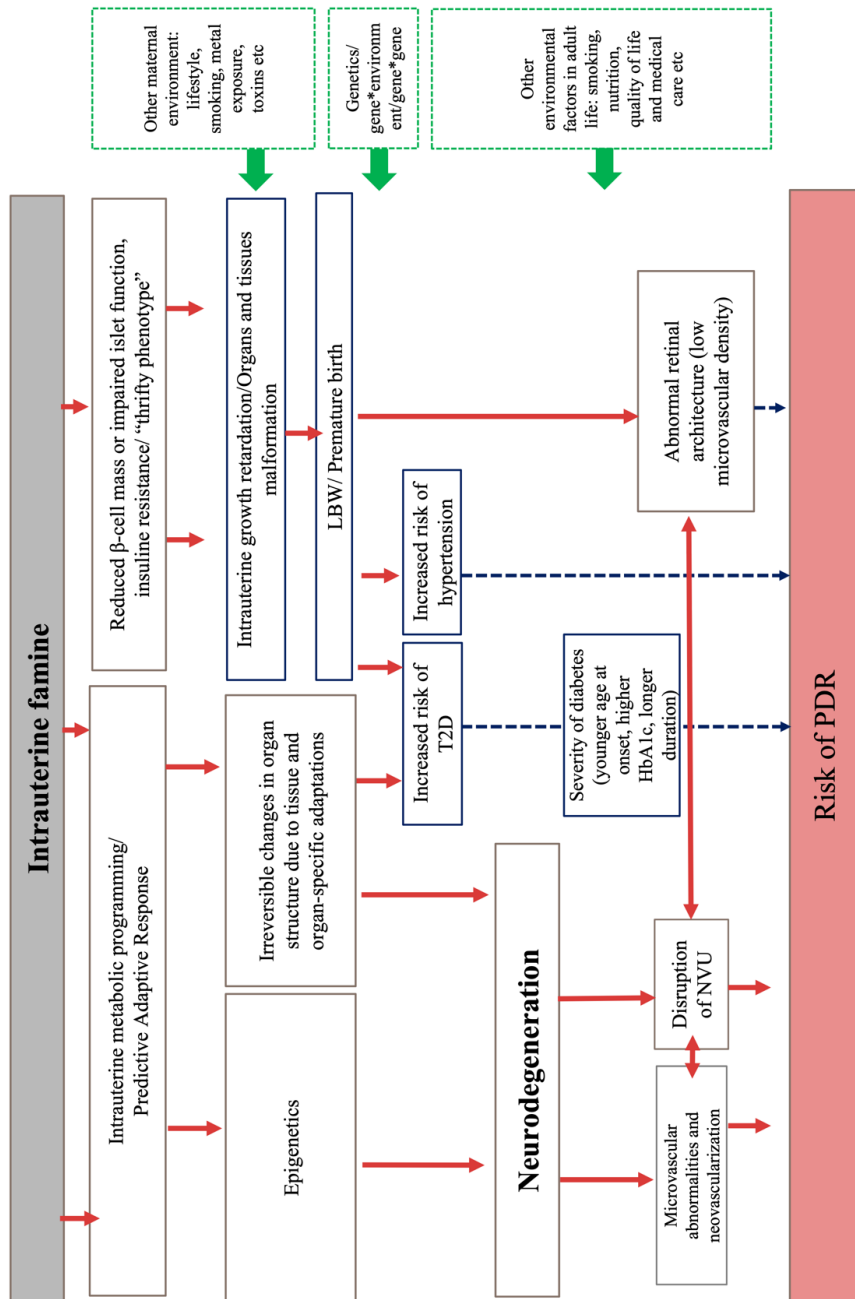 Intrauterine famine
Intrauterine metabolic programming/
Predictive Adaptive Response
Reduced β-cell mass or impaired islet function,
insuline resistance/ “thrifty phenotype”
Other maternal
environment:
lifestyle,
smoking, metal
exposure,
toxins etc
Epigenetics
Irreversible changes in organ
structure due to tissue and
organ-specific adaptations
Intrauterine growth retardation/Organs and tissues
malformation
LBW/ Premature birth
Genetics/
gene*environm
ent/gene*gene
Increased risk of
T2D
Increased risk of
hypertension
Neurodegeneration
Severity of diabetes
(younger age at
onset, higher
HbA1c, longer
duration)
Other
environmental
factors in adult
life: smoking,
nutrition,
quality of life
and medical
care etc
Microvascular
abnormalities and
neovascularization
Disruption
of NVU
Abnormal retinal
architecture (low
microvascular density)
Risk of PDR